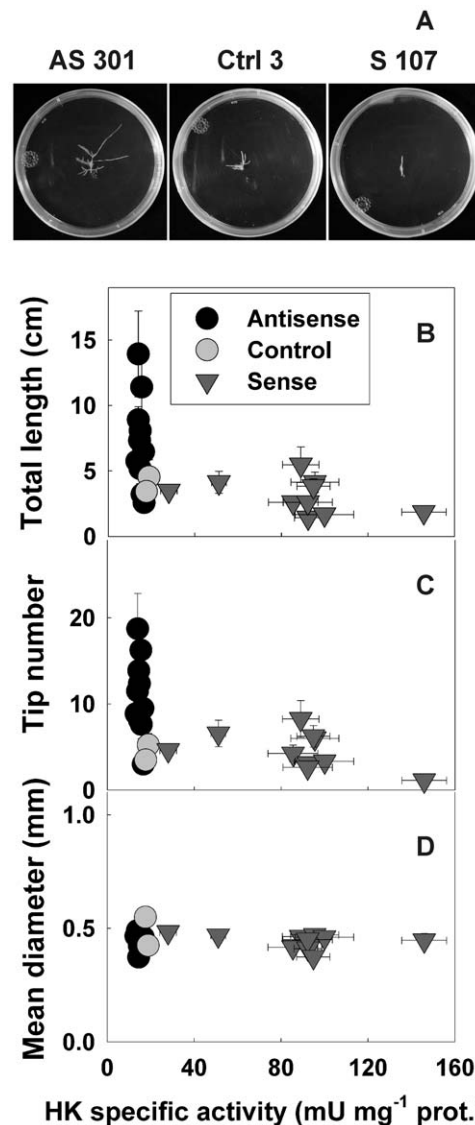 A
AS 301 Ctrl 3 S 107
B
Total length (cm)
15
10
5
0
Antisense
Control
Sense
C
Tip number
20
10
0
D
Mean diameter (mm)
1.0
0.5
0.0
0 40 80 120 160
HK specific activity (mU mg⁻¹ prot.